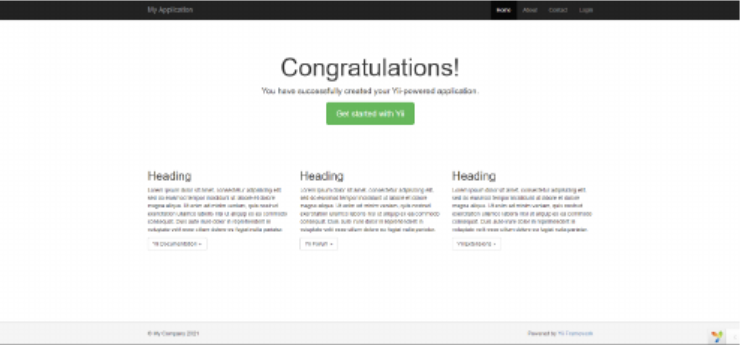 My Application
Home About Contact Login
Congratulations!
You have successfully created your Yii-powered application.
Get started with Yii
Heading
Lorem ipsum dolor sit amet, consectetur adipisicing elit,
sed do eiusmod tempor incididunt ut labore et dolore
magna aliqua. Ut enim ad minim veniam, quis nostrud
exercitation ullamco laboris nisi ut aliquip ex ea commodo
consequat. Duis aute irure dolor in reprehenderit in
voluptate velit esse cillum dolore eu fugiat nulla pariatur.
Yii Documentation »
Heading
Lorem ipsum dolor sit amet, consectetur adipisicing elit,
sed do eiusmod tempor incididunt ut labore et dolore
magna aliqua. Ut enim ad minim veniam, quis nostrud
exercitation ullamco laboris nisi ut aliquip ex ea commodo
consequat. Duis aute irure dolor in reprehenderit in
voluptate velit esse cillum dolore eu fugiat nulla pariatur.
Yii Forum »
Heading
Lorem ipsum dolor sit amet, consectetur adipisicing elit,
sed do eiusmod tempor incididunt ut labore et dolore
magna aliqua. Ut enim ad minim veniam, quis nostrud
exercitation ullamco laboris nisi ut aliquip ex ea commodo
consequat. Duis aute irure dolor in reprehenderit in
voluptate velit esse cillum dolore eu fugiat nulla pariatur.
Yii Extensions »
© My Company 2021
Powered by Yii Framework